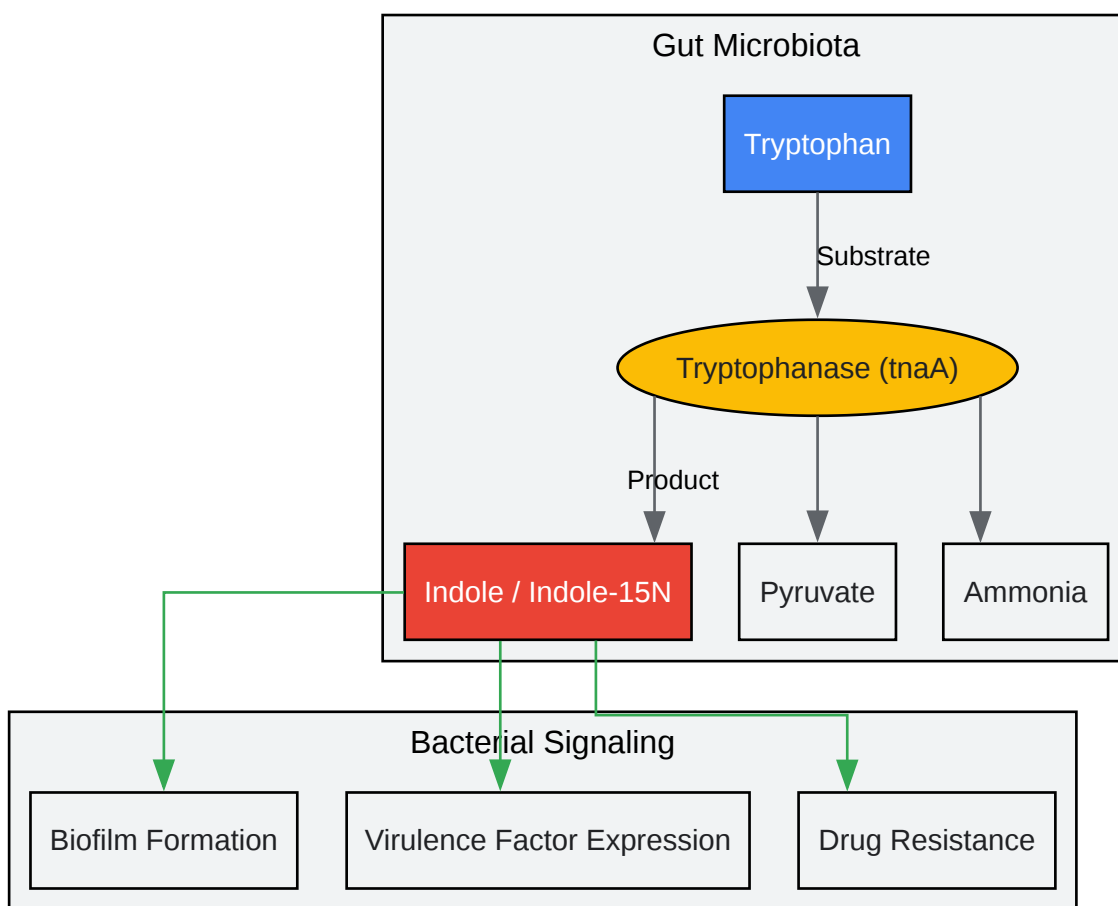 Gut Microbiota
Tryptophan
Substrate
Tryptophanase (tnaA)
Product
Indole / Indole-15N
Pyruvate
Ammonia
Bacterial Signaling
Biofilm Formation
Virulence Factor Expression
Drug Resistance